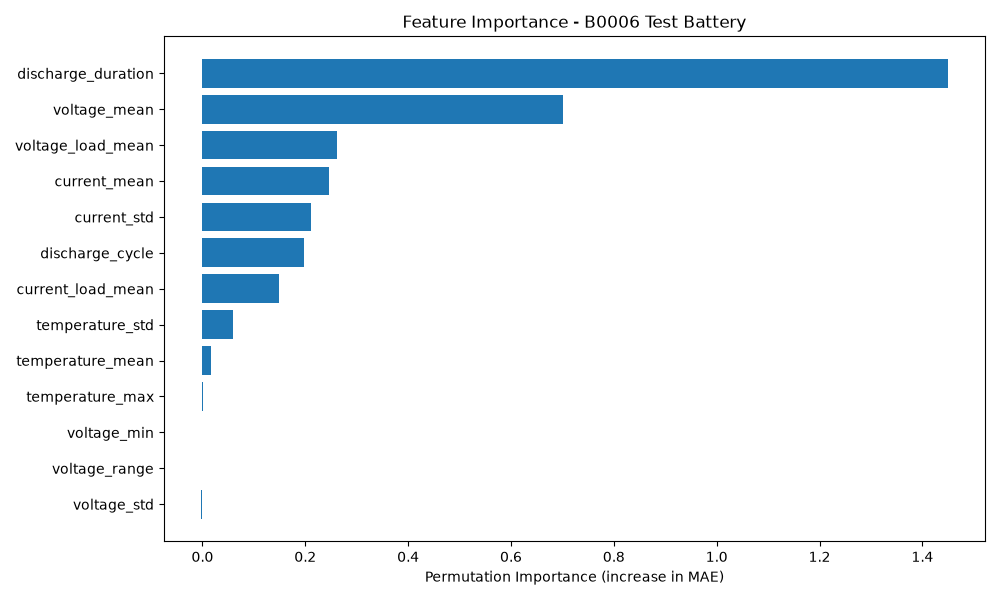 Feature Importance - B0006 Test Battery
discharge_duration
voltage_mean
voltage_load_mean
current_mean
current_std
discharge_cycle
current_load_mean
temperature_std
temperature_mean
temperature_max
voltage_min
voltage_range
voltage_std
0.0 0.2 0.4 0.6 0.8 1.0 1.2 1.4
Permutation Importance (increase in MAE)